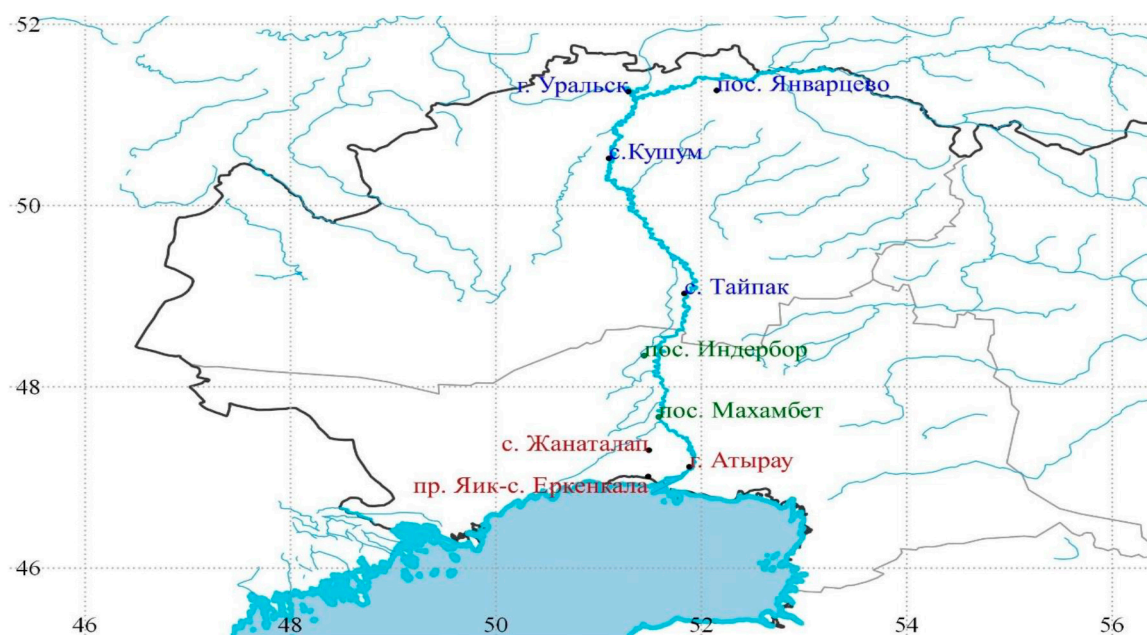 52
г. Уральск
пос. Январцево
с.Кушум
50
с. Тайпак
пос. Индербор
48
пос. Махамбет
с. Жанаталап
г. Атырау
пр. Яик-с. Еркенкала
46
46 48 50 52 54 56